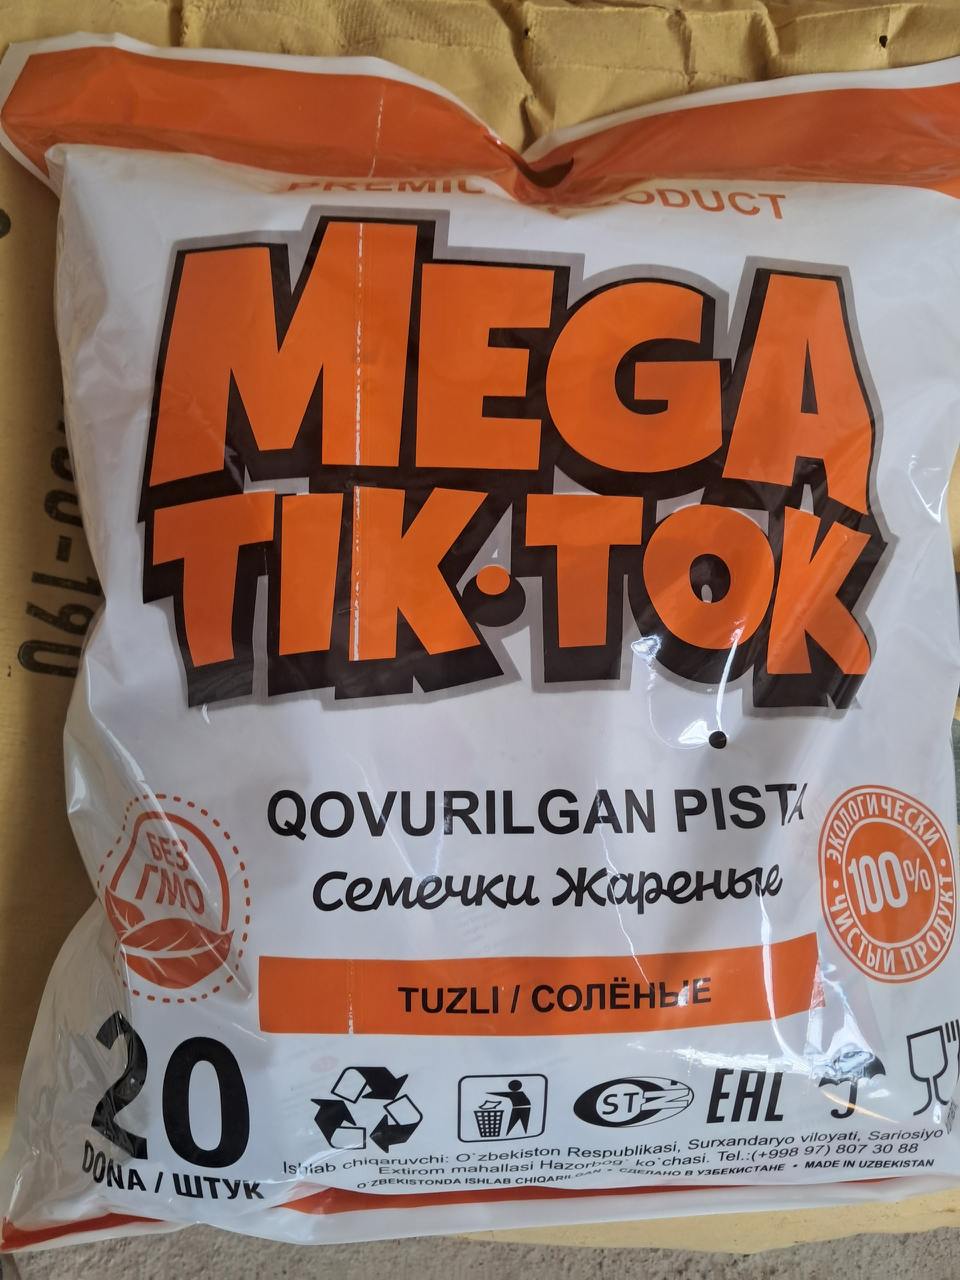 PRODUCT
MEGA
TIK·TOK
QOVURILGAN PISTA
Семечки Жареные
БЕЗ
ГМО
ЭКОЛОГИЧЕСКИ
100%
ЧИСТЫЙ ПРОДУКТ
TUZLI / СОЛЁНЫЕ
20
DONA / ШТУК
STZ
EAC
Ishlab chiqaruvchi: O`zbekiston Respublikasi, Surxandaryo viloyati, Sariosiyo
Extirom mahallasi Hazorbog` ko`chasi. Tel.:(+998 97) 807 30 88
O`ZBEKISTONDA ISHLAB CHIQARILGAN • СДЕЛАНО В УЗБЕКИСТАНЕ • MADE IN UZBEKISTAN